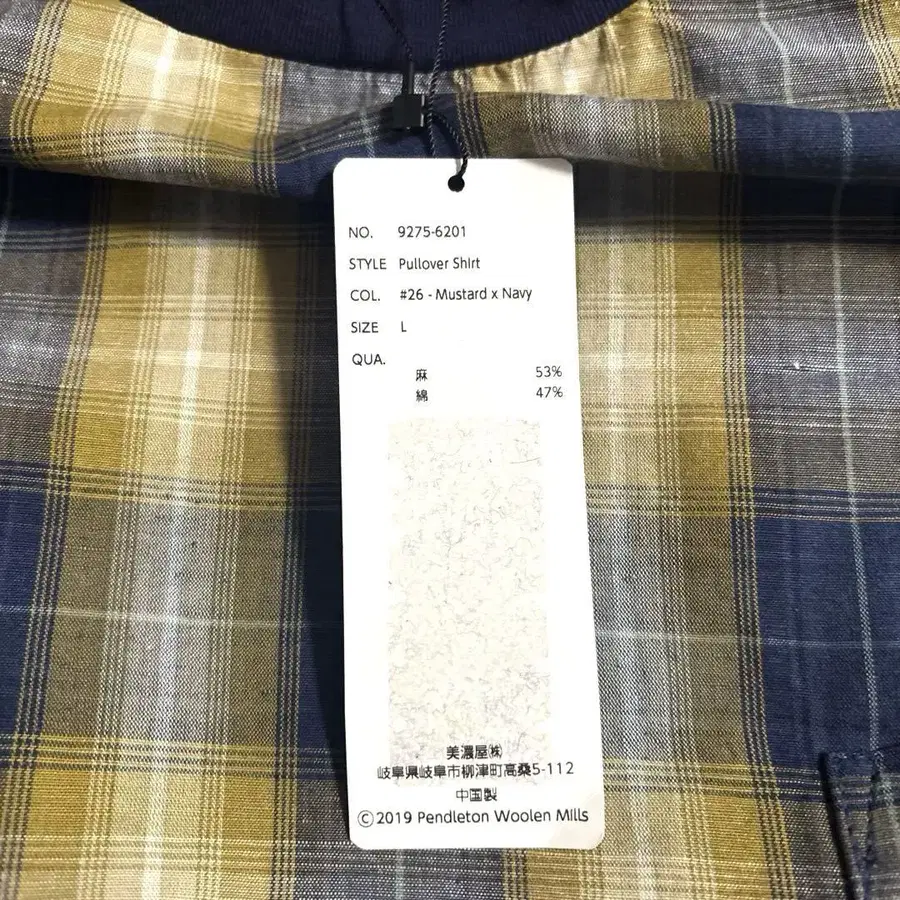 NO. 9275-6201
STYLE Pullover Shirt
COL. #26 - Mustard x Navy
SIZE L
QUA.
麻 53%
綿 47%
美濃屋㈱
岐阜県岐阜市柳津町高桑5-112
中国製
©2019 Pendleton Woolen Mills